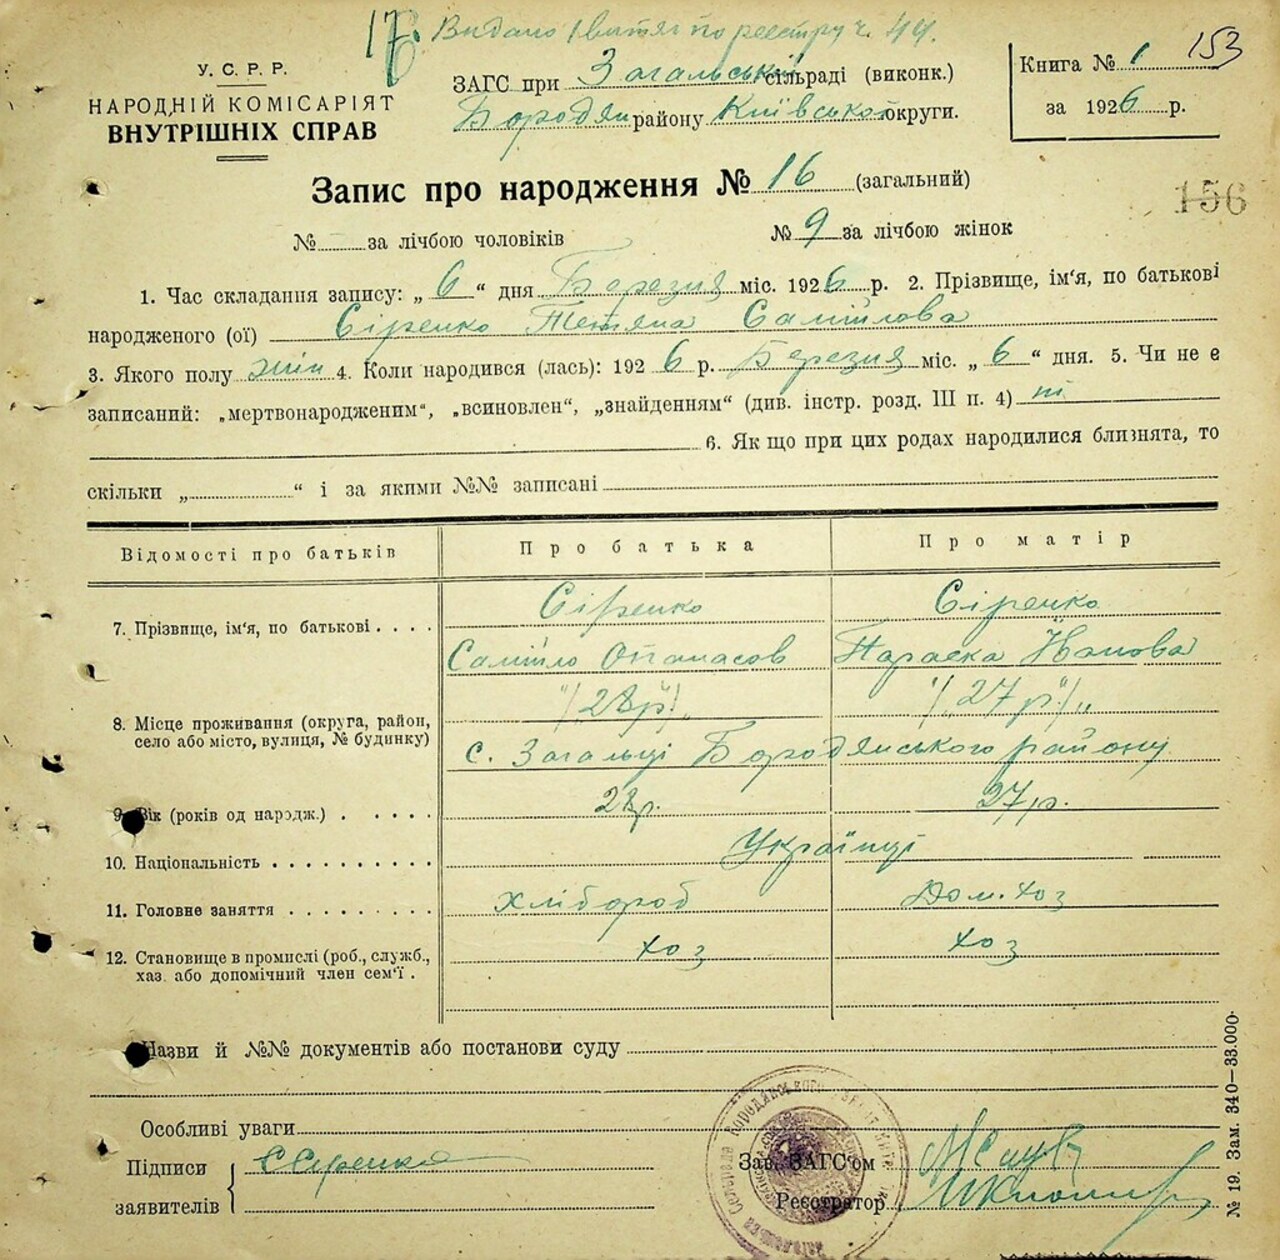 17 Видано 1 витяг по реєстру ч. 44.
У. С. Р. Р.
НАРОДНІЙ КОМІСАРІЯТ
ВНУТРІШНІХ СПРАВ
ЗАГС при Загальській сільраді (виконк.)
Бородян району Київської округи.
Книга № 1 153
за 1926 р.
Запис про народження № 16 (загальний)
156
№ за лічбою чоловіків
№ 9 за лічбою жінок
1. Час складання запису: „ 6 “ дня Березня міс. 1926 р. 2. Прізвище, ім'я, по батькові
народженого (ої) Сіренко Тетяна Самійлова
3. Якого полу жін 4. Коли народився (лась): 1926 р. Березня міс. „ 6 “ дня. 5. Чи не є
записаний: „мертвонародженим“, „всиновлен“, „знайденням“ (див. інстр. розд. III п. 4) ні
6. Як що при цих родах народилися близнята, то
скільки „ “ і за якими №№ записані
Відомості про батьків Про батька Про матір
Сіренко Сіренко
7. Прізвище, ім'я, по батькові . . . .
Самійло Опанасов Параска Йванова
/„28р“/ /„27 р“/
8. Місце проживання (округа, район,
село або місто, вулиця, № будинку)
с. Загальці Бородянського району
9. Вік (років од народж.) . . . . . 28р. 27 р.
10. Національність . . . . . . . . . . Українці
11. Головне заняття . . . . . . . . . Хлібороб Дом. хоз
12. Становище в промислі (роб., служб., хоз хоз
хаз. або допомічний член сем'ї .
Назви й №№ документів або постанови суду
Особливі уваги
Підписи
заявителів
ССіренко
Зав. ЗАГС'ом
Реєстратор
№ 19. Зам. 340—33.000